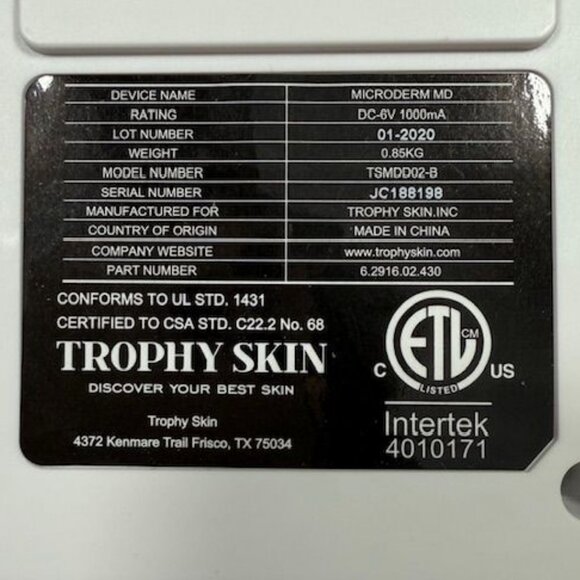 DEVICE NAME MICRODERM MD
RATING DC-6V 1000mA
LOT NUMBER 01-2020
WEIGHT 0.85KG
MODEL NUMBER TSMDD02-B
SERIAL NUMBER JC188198
MANUFACTURED FOR TROPHY SKIN.INC
COUNTRY OF ORIGIN MADE IN CHINA
COMPANY WEBSITE www.trophyskin.com
PART NUMBER 6.2916.02.430
CONFORMS TO UL STD. 1431
CERTIFIED TO CSA STD. C22.2 No. 68
TROPHY SKIN
DISCOVER YOUR BEST SKIN
Trophy Skin
4372 Kenmare Trail Frisco, TX 75034
ETL CM
C US
LISTED
Intertek
4010171